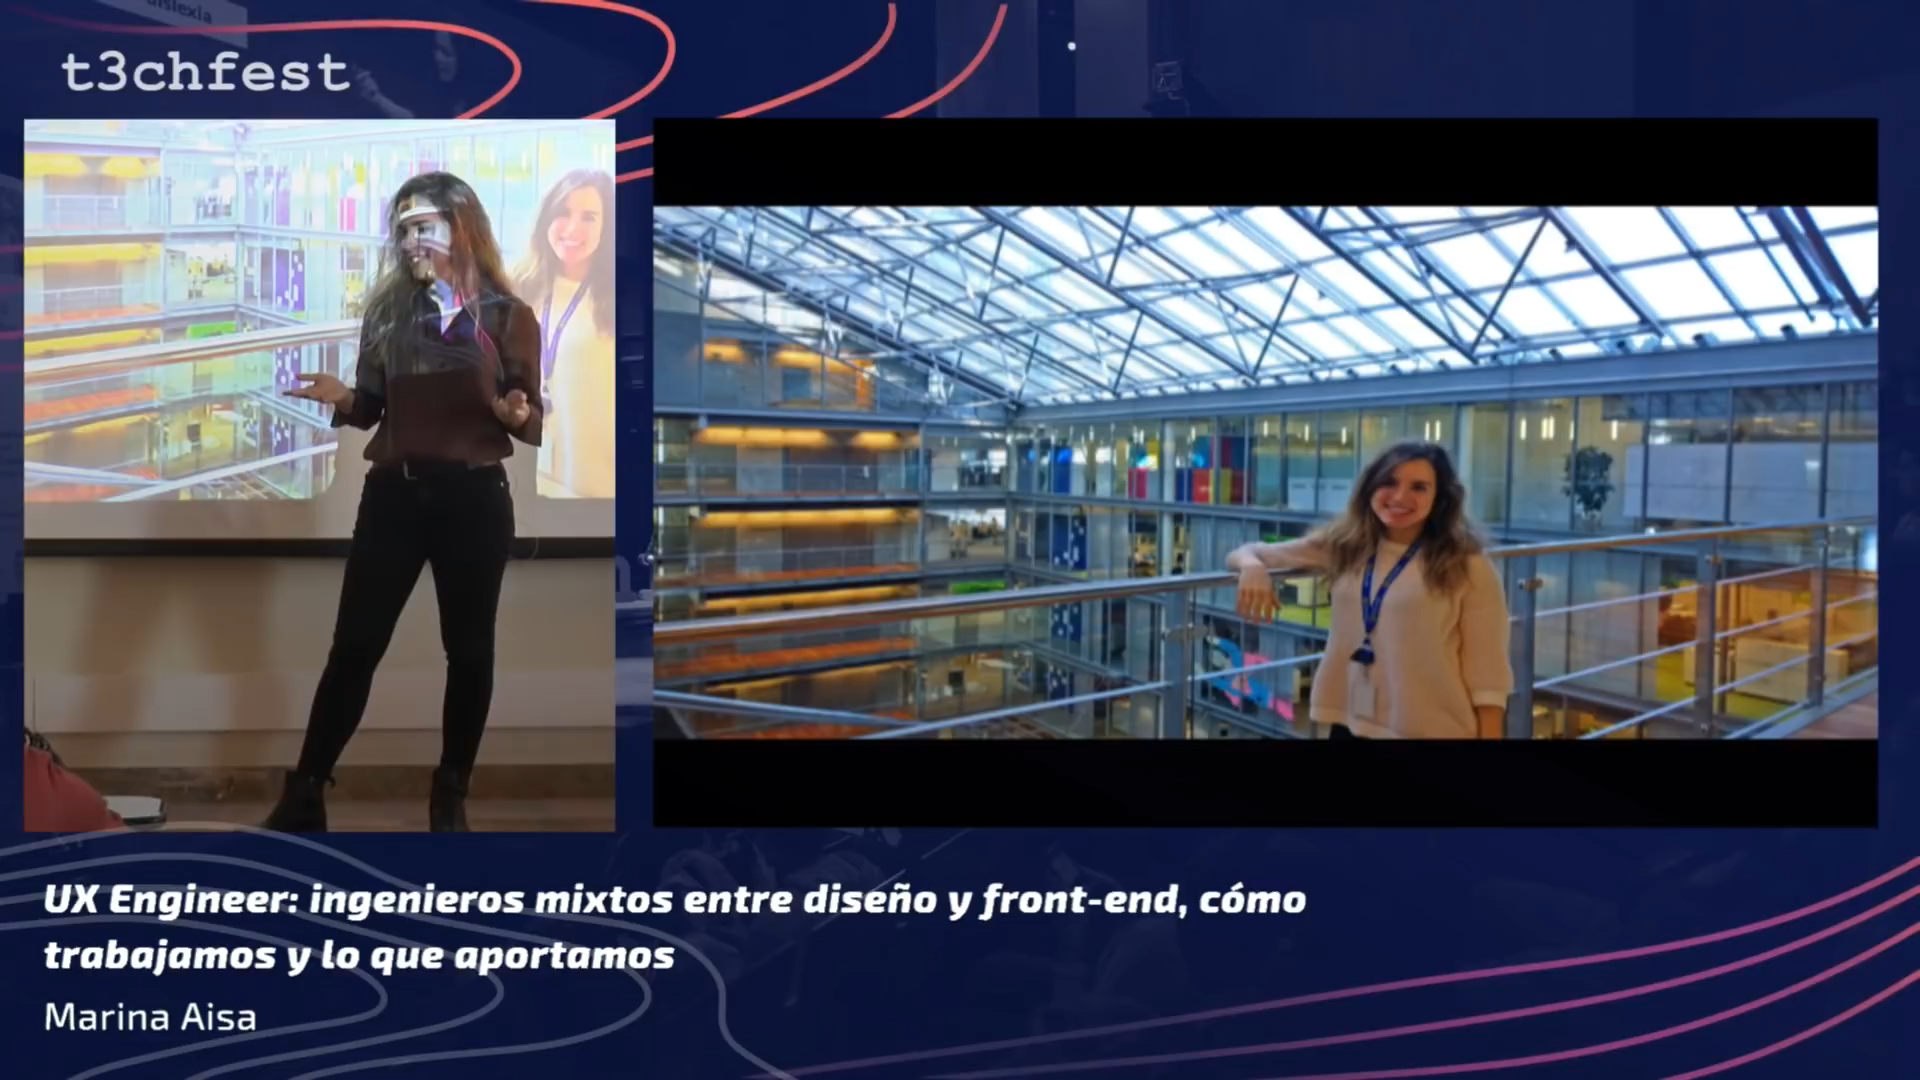 t3chfest
UX Engineer: ingenieros mixtos entre diseño y front-end, cómo
trabajamos y lo que aportamos
Marina Aisa